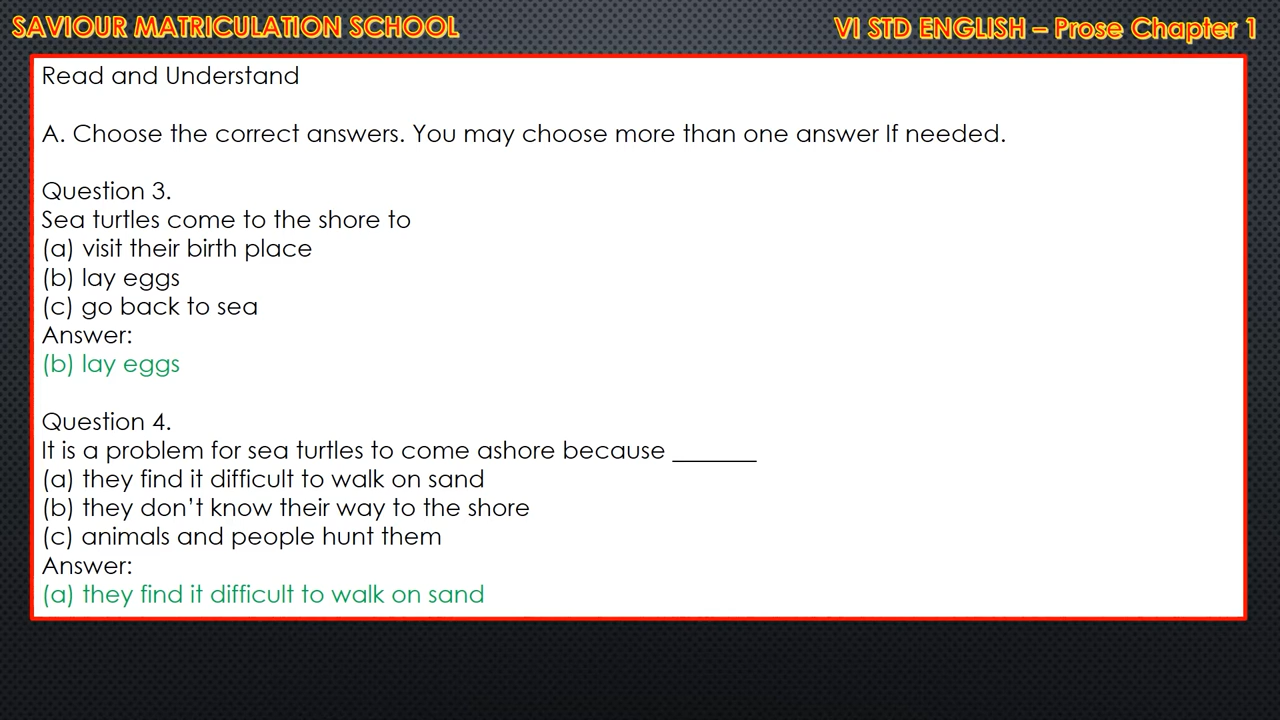 SAVIOUR MATRICULATION SCHOOL
VI STD ENGLISH – Prose Chapter 1
Read and Understand
A. Choose the correct answers. You may choose more than one answer If needed.
Question 3.
Sea turtles come to the shore to
(a) visit their birth place
(b) lay eggs
(c) go back to sea
Answer:
(b) lay eggs
Question 4.
It is a problem for sea turtles to come ashore because _______
(a) they find it difficult to walk on sand
(b) they don’t know their way to the shore
(c) animals and people hunt them
Answer:
(a) they find it difficult to walk on sand